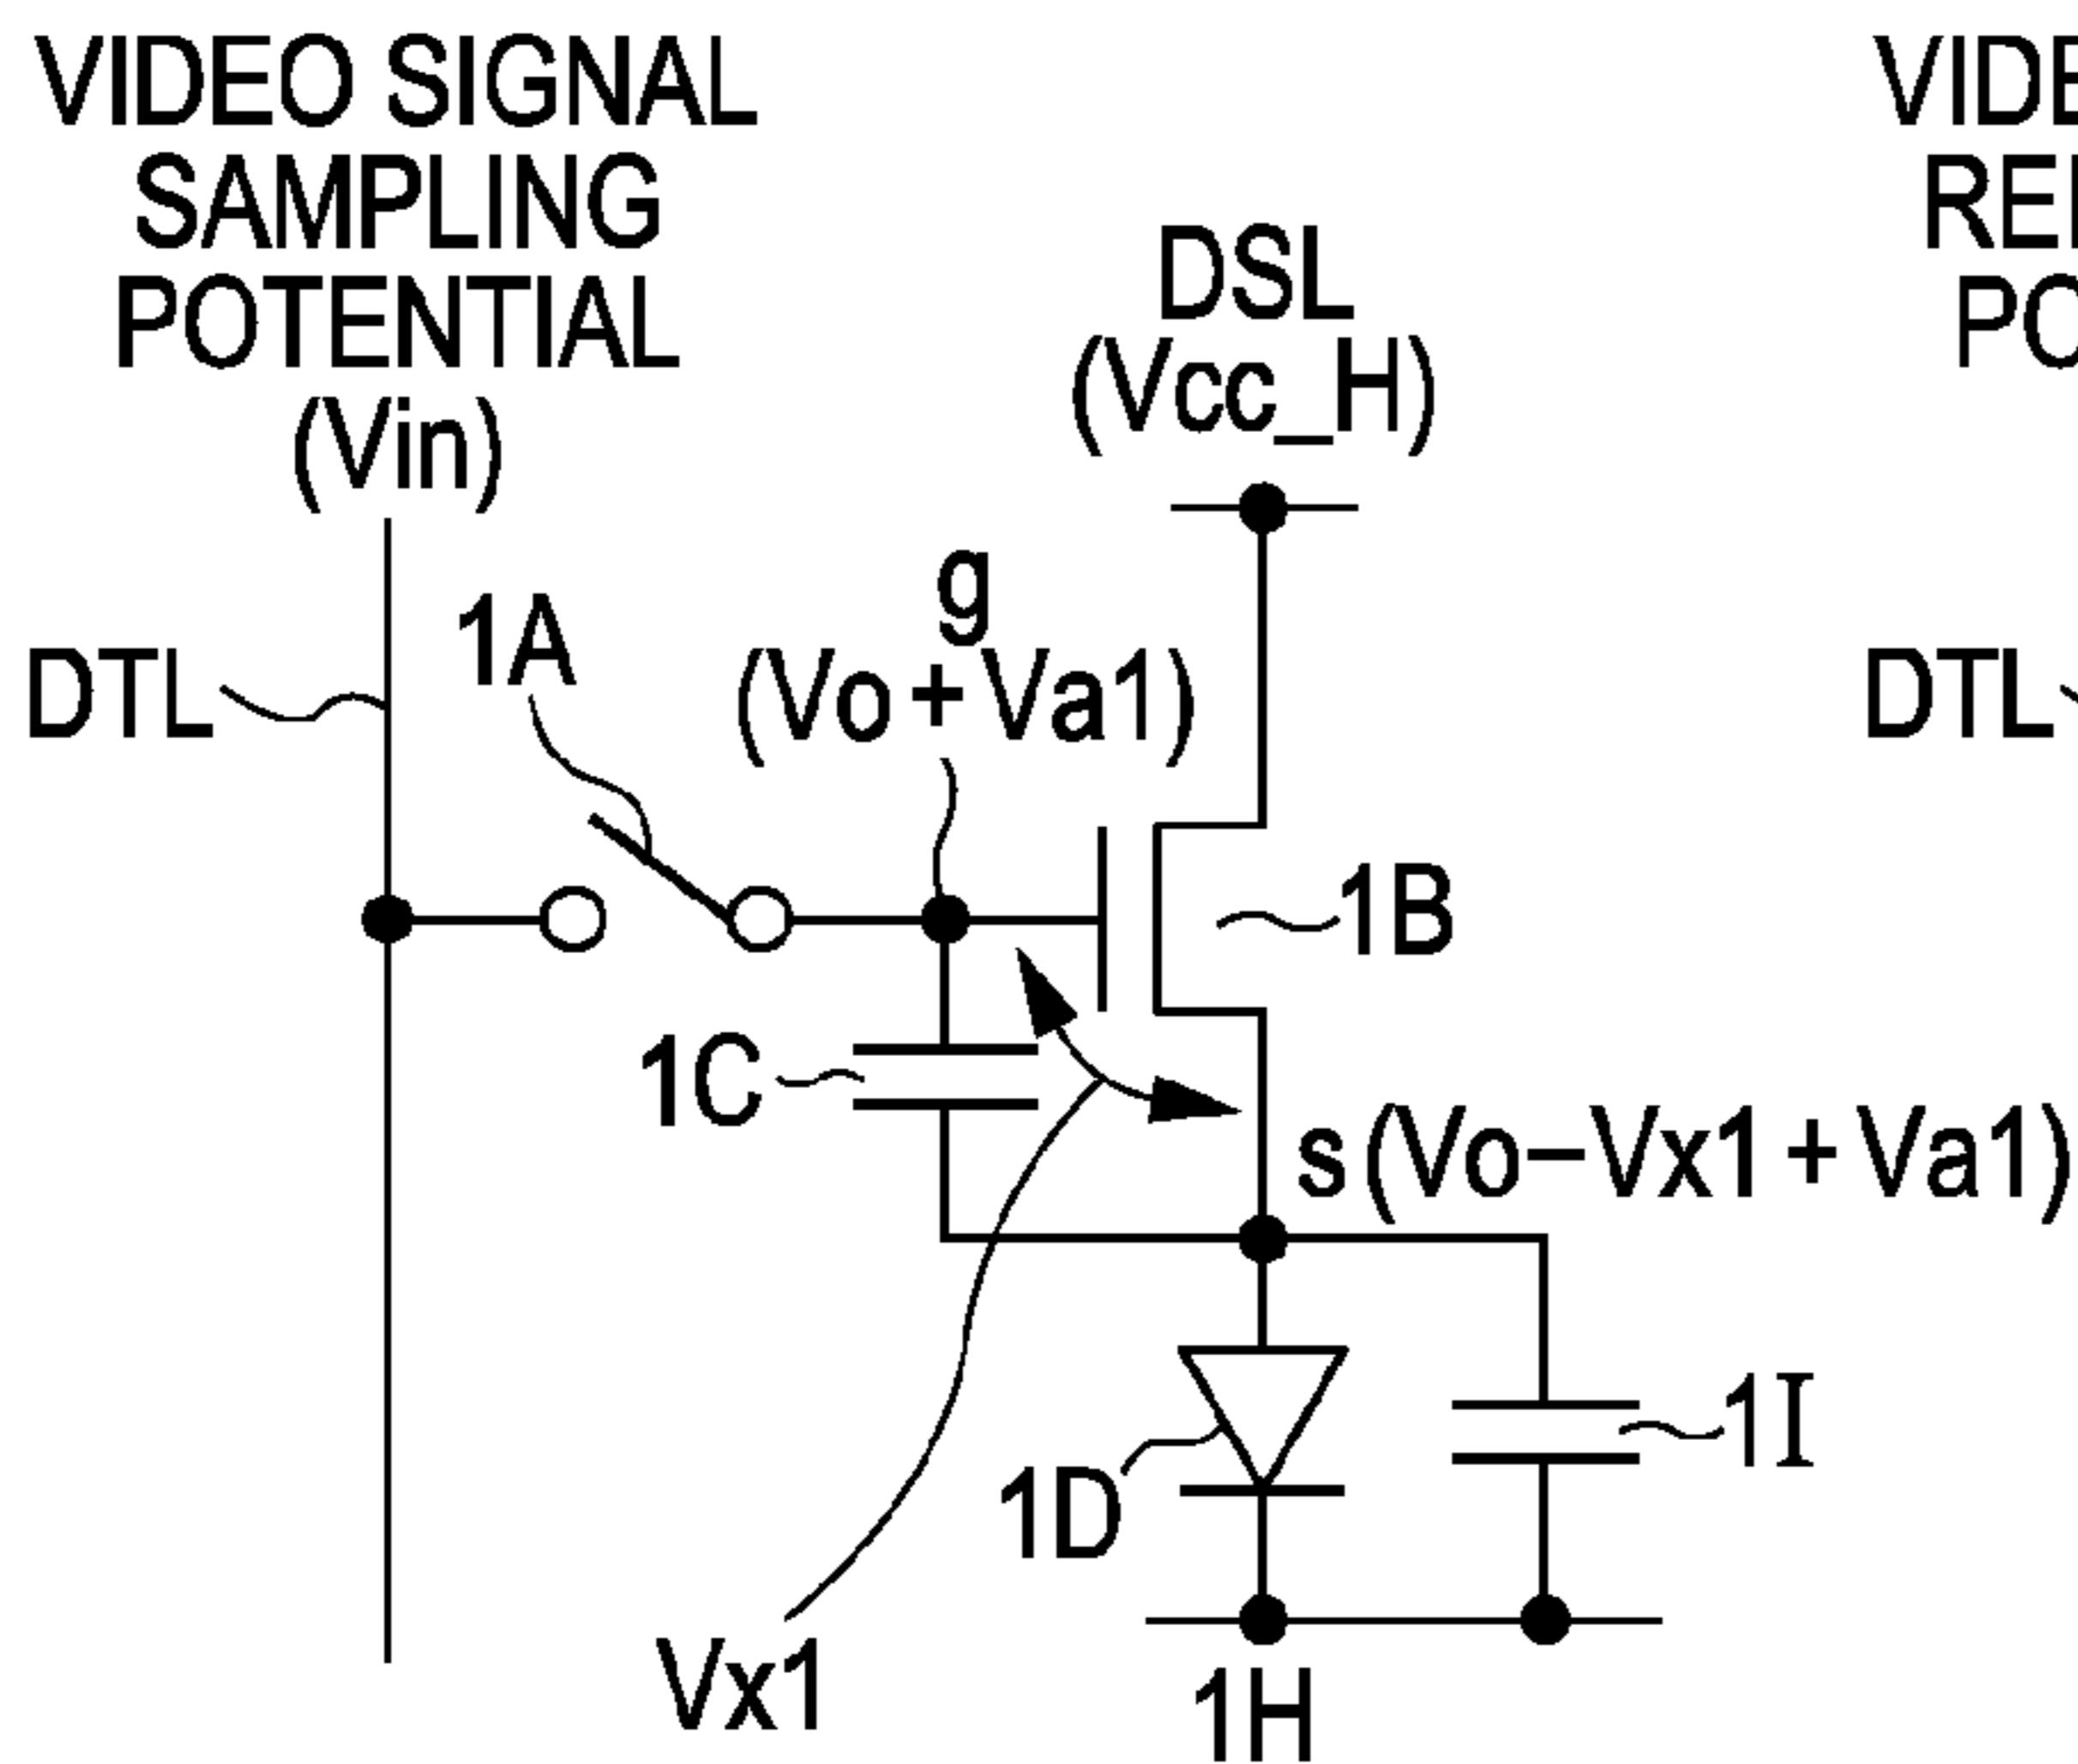 VIDEO SIGNAL
SAMPLING
POTENTIAL
(Vin)
DSL
(Vcc_H)
g
(Vo+Va1)
1A
DTL
1B
1C
s(Vo−Vx1+Va1)
1D
1I
Vx1
1H
DTL